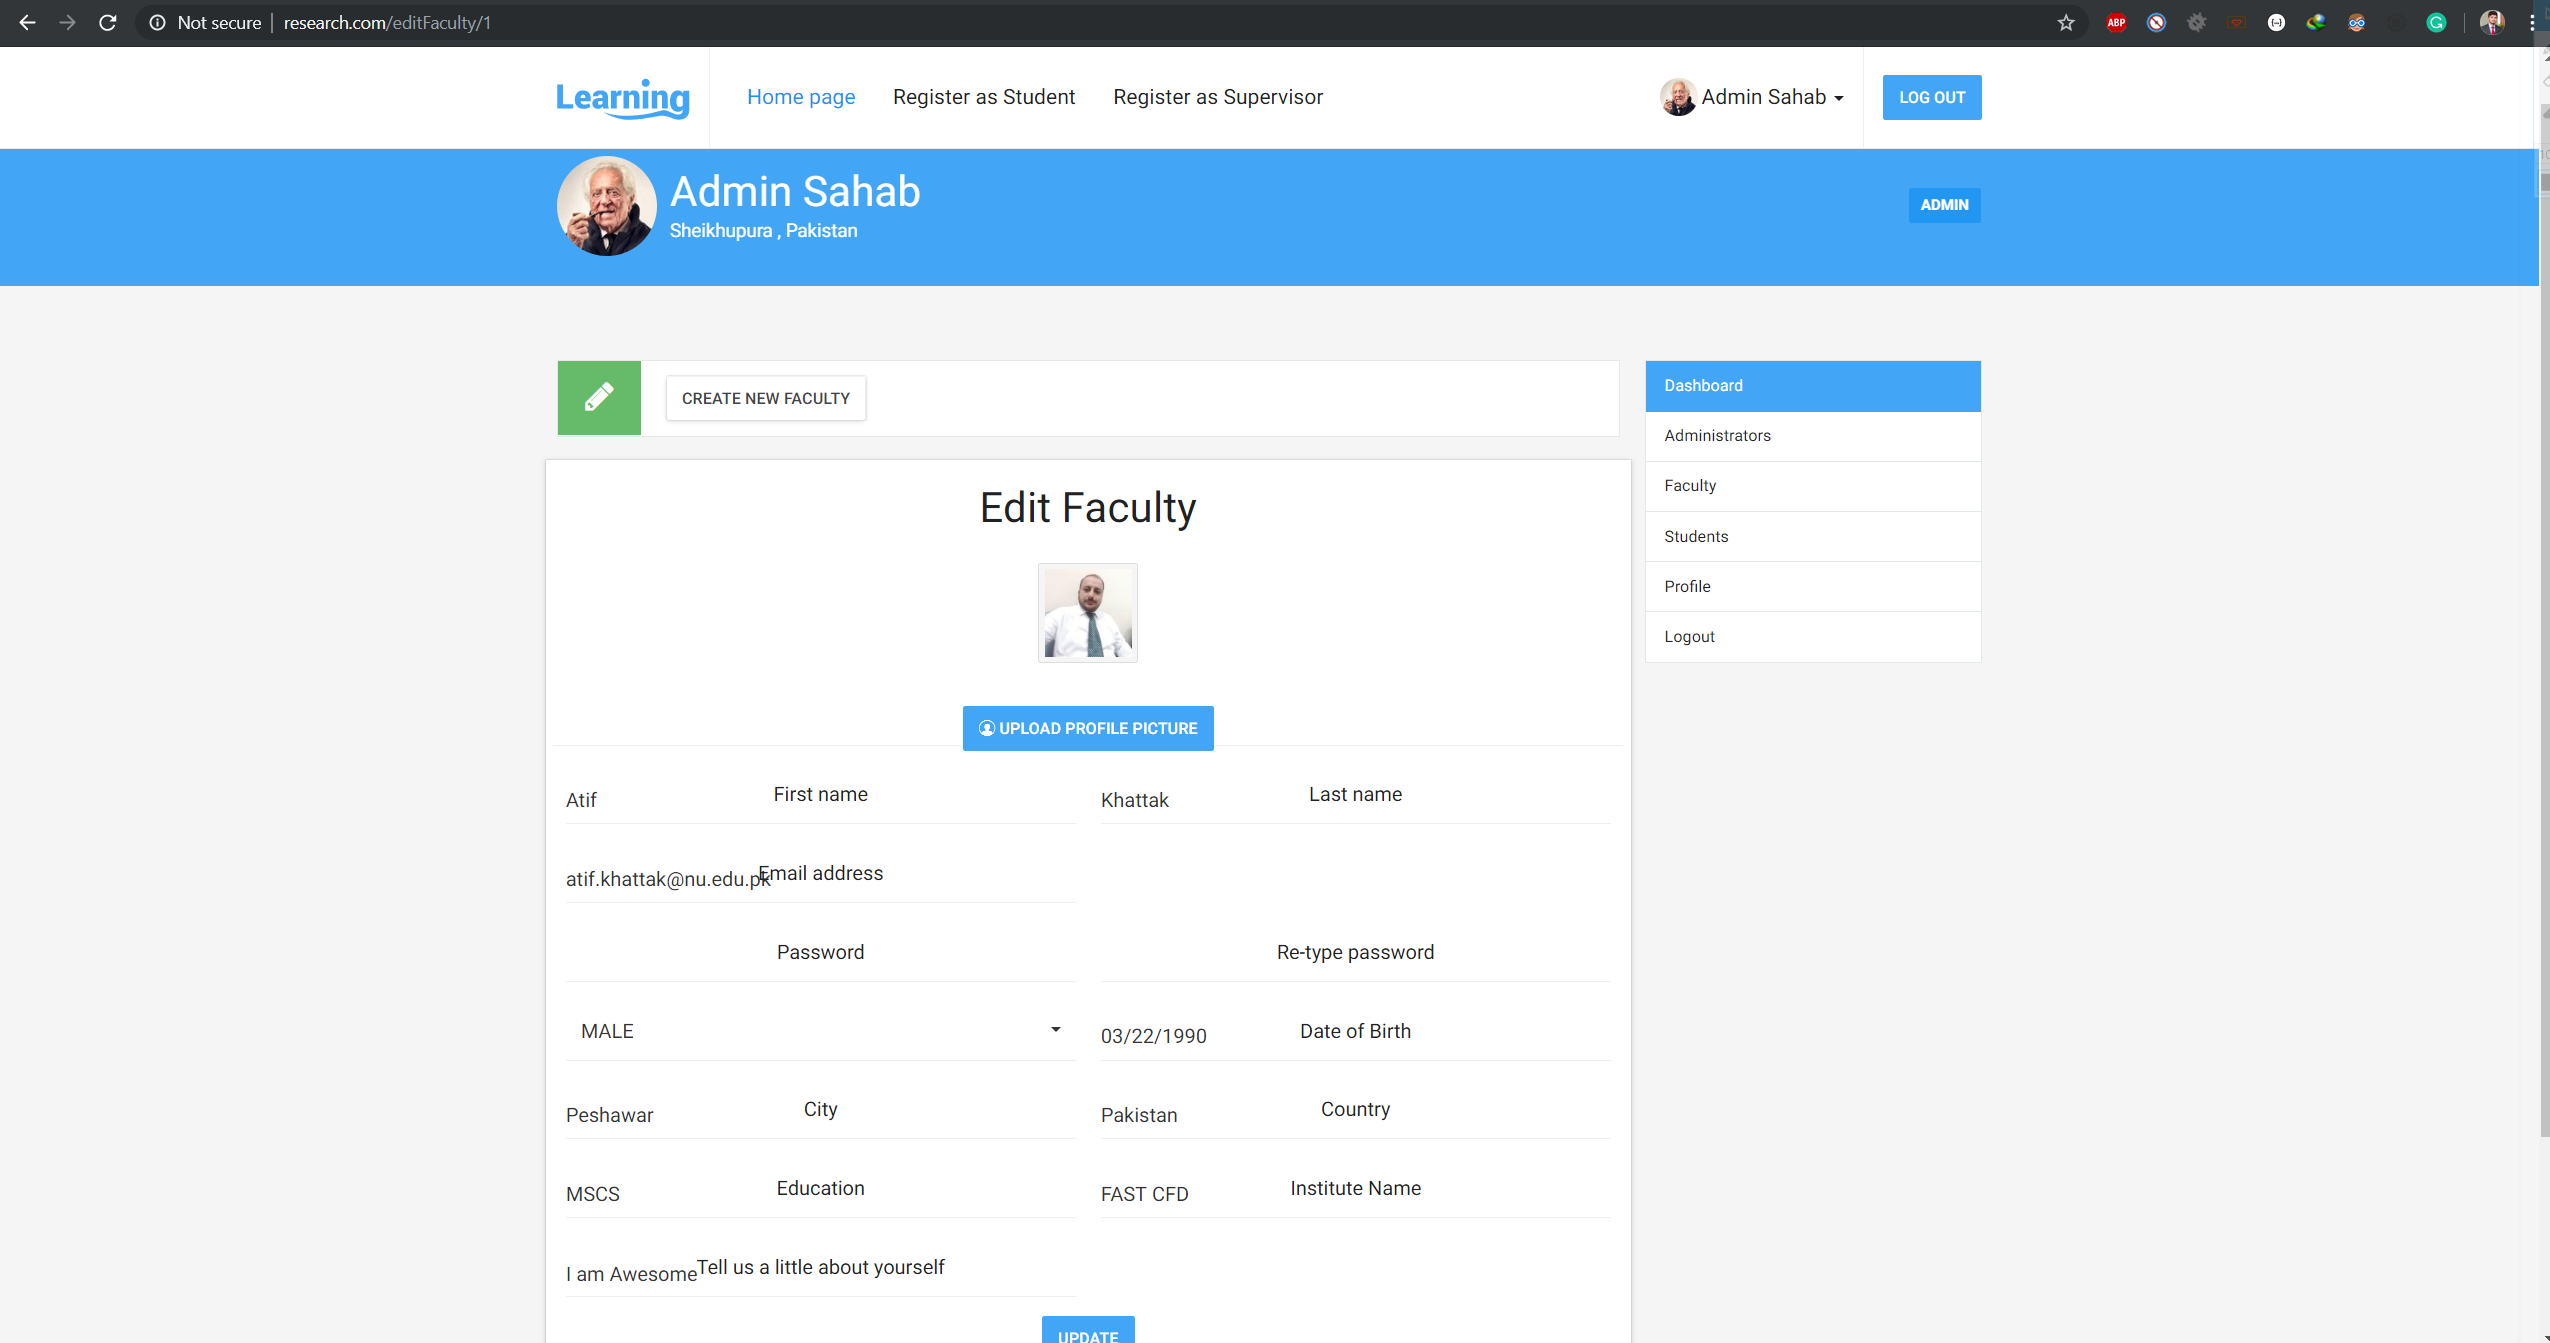 Not secure | research.com/editFaculty/1
ABP
Learning
Home page
Register as Student
Register as Supervisor
Admin Sahab
LOG OUT
Admin Sahab
Sheikhupura , Pakistan
ADMIN
CREATE NEW FACULTY
Dashboard
Administrators
Faculty
Students
Profile
Logout
Edit Faculty
UPLOAD PROFILE PICTURE
Atif First name
Khattak Last name
atif.khattak@nu.edu.pk Email address
Password
Re-type password
MALE
03/22/1990 Date of Birth
Peshawar City
Pakistan Country
MSCS Education
FAST CFD Institute Name
I am Awesome Tell us a little about yourself
UPDATE